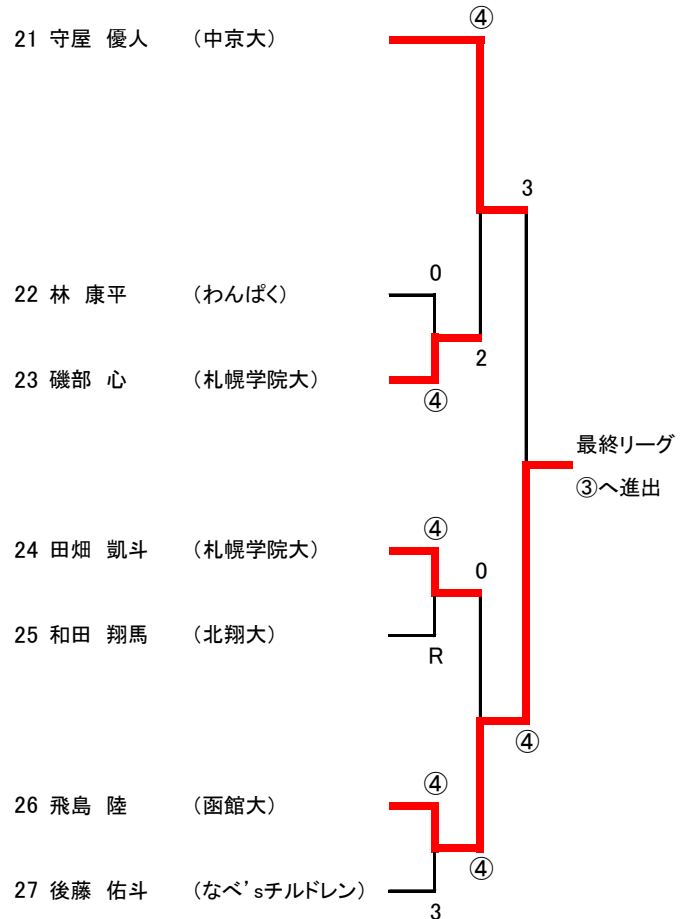 ④
21 守屋 優人 （中京大）
3
0
22 林 康平 （わんぱく）
2
23 磯部 心 （札幌学院大）
④
最終リーグ
③へ進出
④
24 田畑 凱斗 （札幌学院大）
0
25 和田 翔馬 （北翔大）
R
④
④
26 飛島 陸 （函館大）
④
27 後藤 佑斗 （なべ’sチルドレン）
3